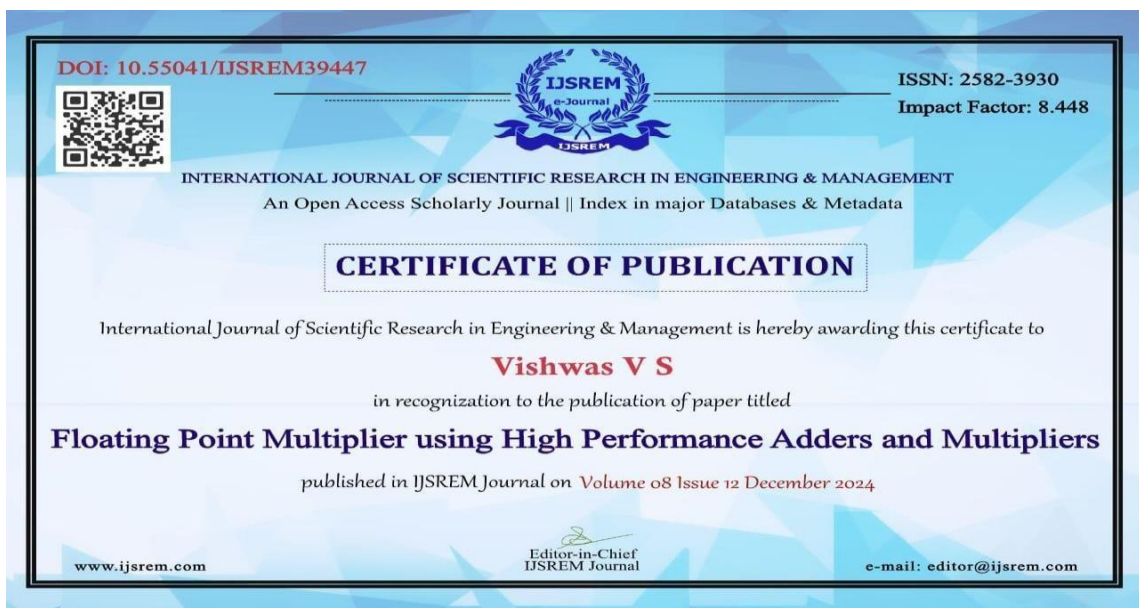 DOI: 10.55041/IJSREM39447
IJSREM
e-Journal
IJSREM
ISSN: 2582-3930
Impact Factor: 8.448
INTERNATIONAL JOURNAL OF SCIENTIFIC RESEARCH IN ENGINEERING & MANAGEMENT
An Open Access Scholarly Journal || Index in major Databases & Metadata
CERTIFICATE OF PUBLICATION
International Journal of Scientific Research in Engineering & Management is hereby awarding this certificate to
Vishwas V S
in recognization to the publication of paper titled
Floating Point Multiplier using High Performance Adders and Multipliers
published in IJSREM Journal on Volume 08 Issue 12 December 2024
Editor-in-Chief
IJSREM Journal
www.ijsrem.com
e-mail: editor@ijsrem.com